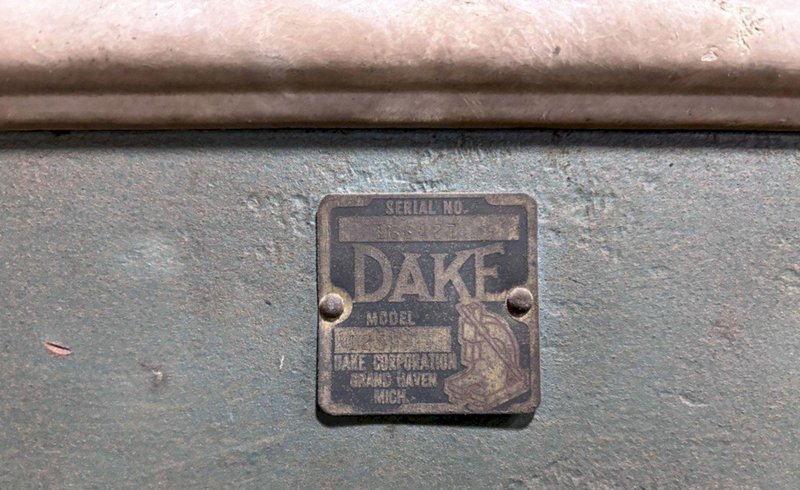 SERIAL NO.
DAKE
MODEL
DAKE CORPORATION
GRAND HAVEN
MICH.